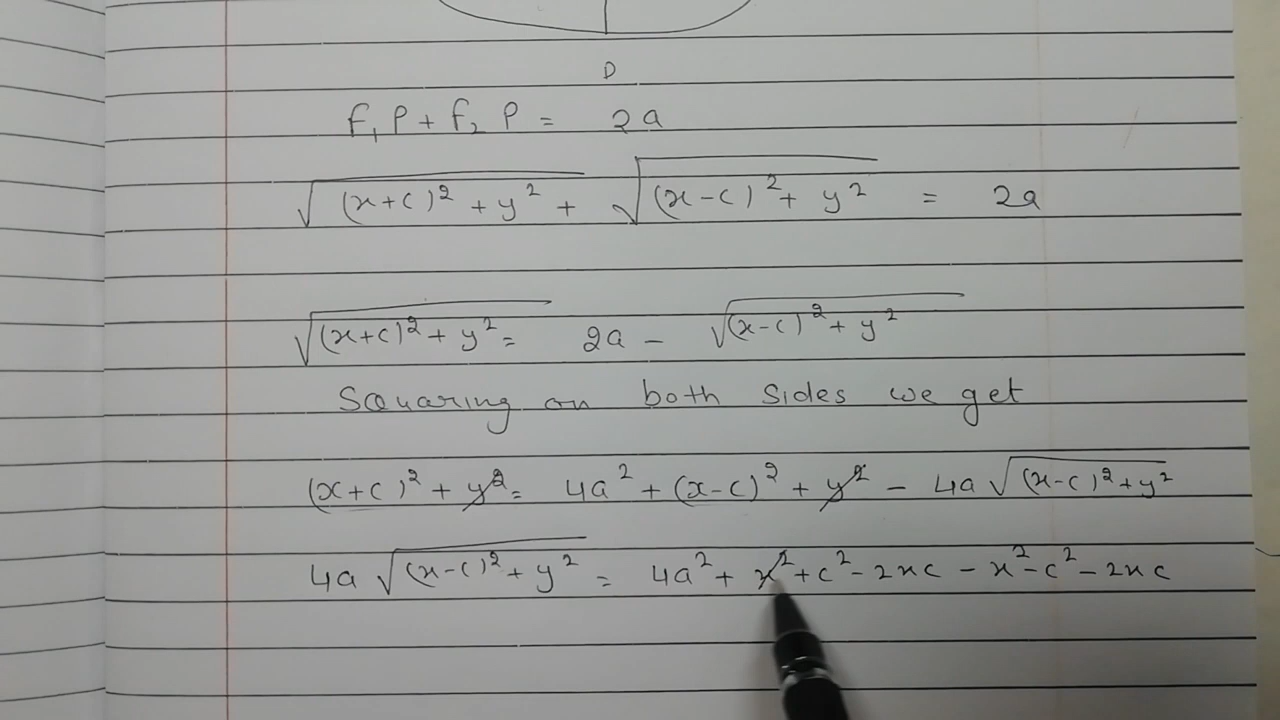 D
F₁P + F₂P = 2a
√(x+c)² + y² + √(x-c)² + y² = 2a
√(x+c)² + y² = 2a - √(x-c)² + y²
Squaring on both sides we get
(x+c)² + y² = 4a² + (x-c)² + y² - 4a √(x-c)² + y²
4a √(x-c)² + y² = 4a² + x² + c² - 2xc - x² - c² - 2xc